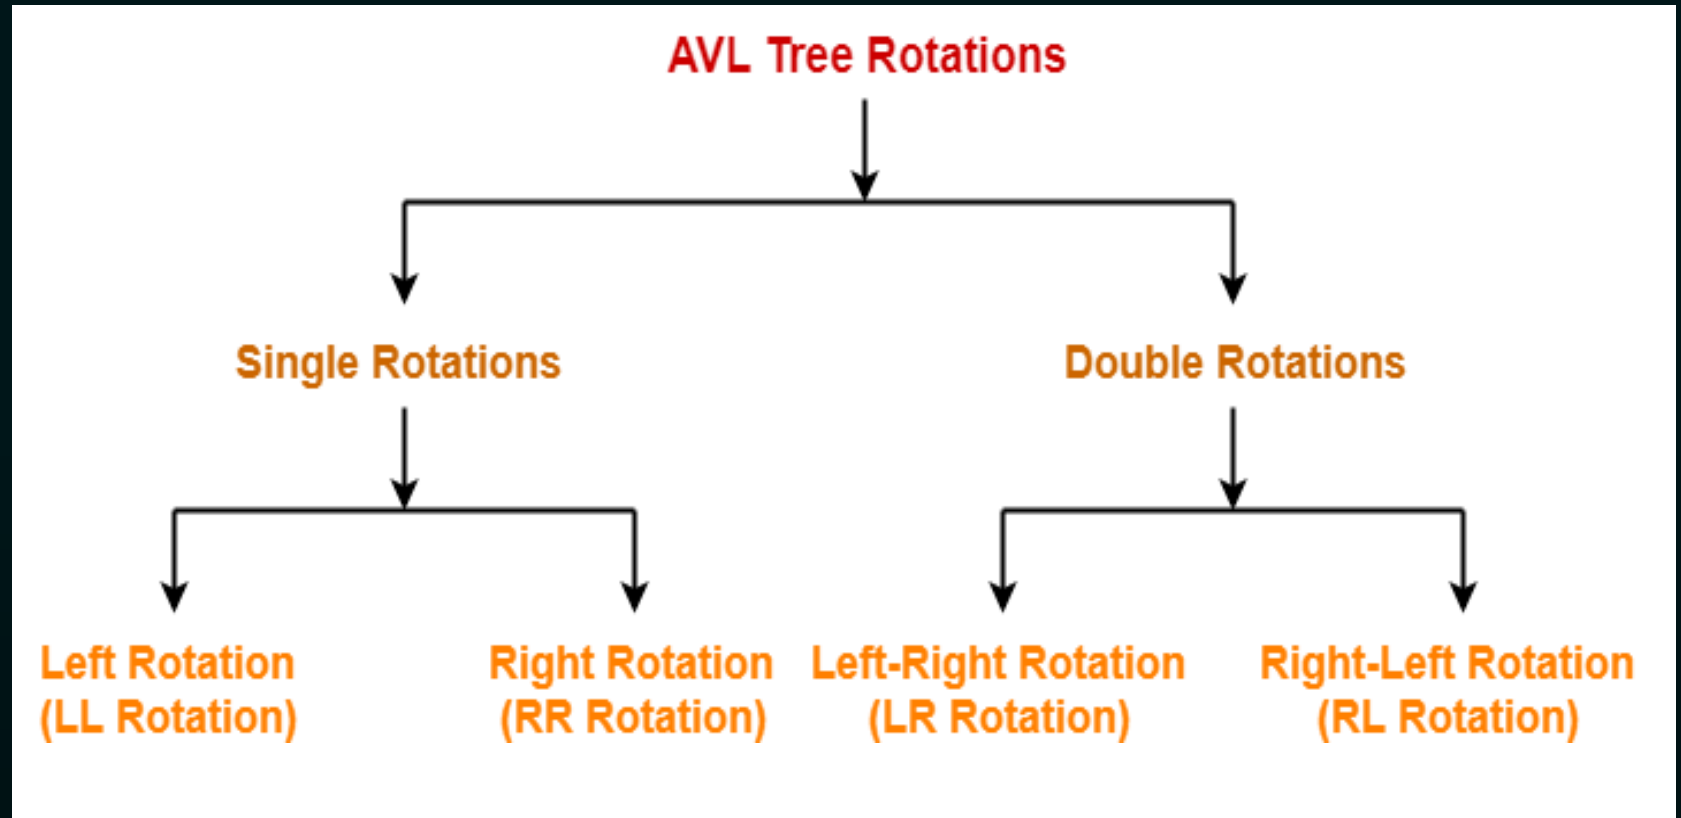 AVL Tree Rotations
Single Rotations
Double Rotations
Left Rotation
(LL Rotation)
Right Rotation
(RR Rotation)
Left-Right Rotation
(LR Rotation)
Right-Left Rotation
(RL Rotation)